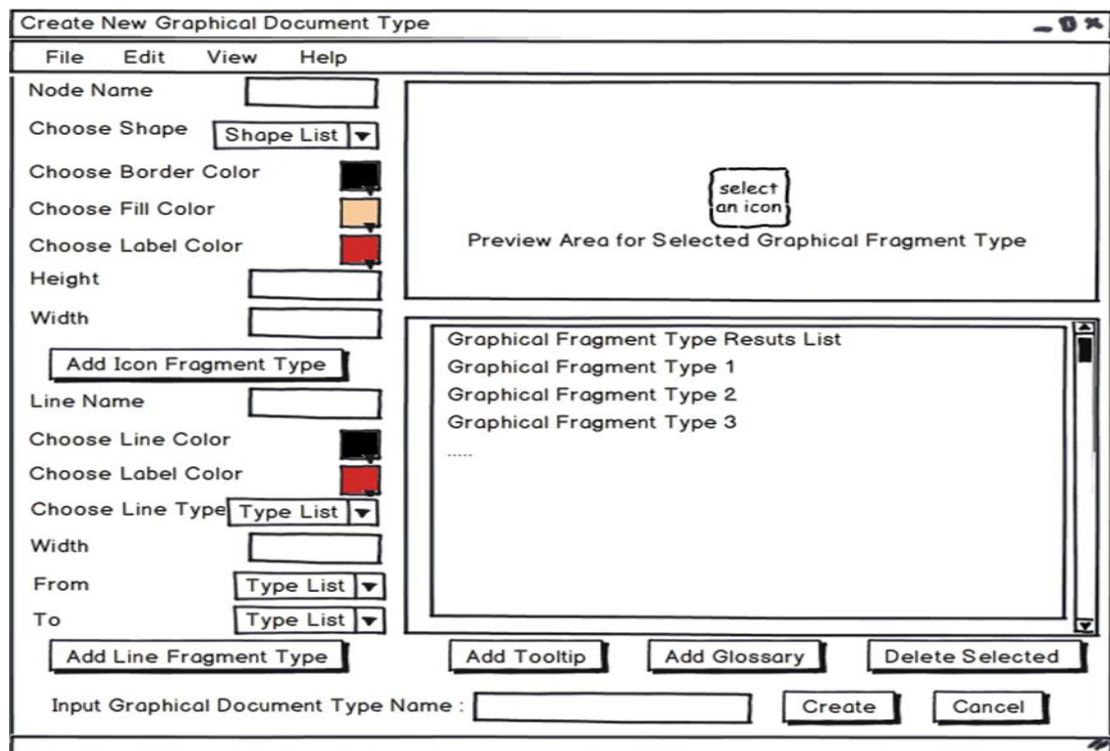 Create New Graphical Document Type
File Edit View Help
Node Name
Choose Shape Shape List
Choose Border Color
Choose Fill Color
Choose Label Color
Height
Width
Add Icon Fragment Type
Line Name
Choose Line Color
Choose Label Color
Choose Line Type Type List
Width
From Type List
To Type List
Add Line Fragment Type
select
an icon
Preview Area for Selected Graphical Fragment Type
Graphical Fragment Type Resuts List
Graphical Fragment Type 1
Graphical Fragment Type 2
Graphical Fragment Type 3
.....
Add Tooltip Add Glossary Delete Selected
Input Graphical Document Type Name : Create Cancel